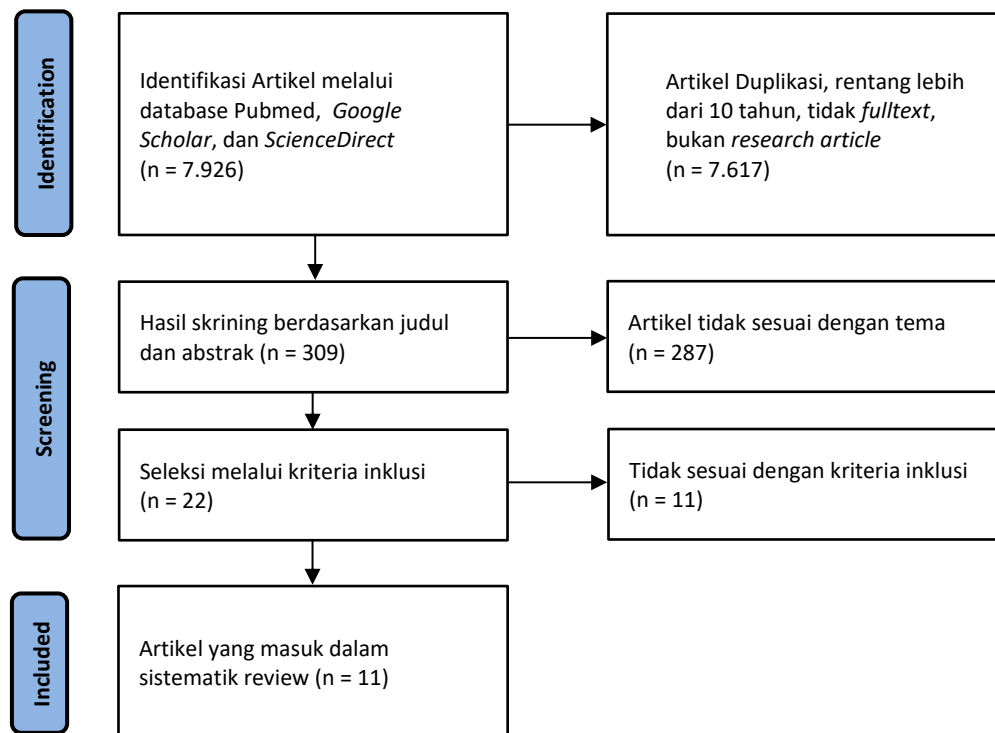 Identification
Identifikasi Artikel melalui
database Pubmed, Google
Scholar, dan ScienceDirect
(n = 7.926)
Artikel Duplikasi, rentang lebih
dari 10 tahun, tidak fulltext,
bukan research article
(n = 7.617)
Screening
Hasil skrining berdasarkan judul
dan abstrak (n = 309)
Artikel tidak sesuai dengan tema
(n = 287)
Seleksi melalui kriteria inklusi
(n = 22)
Tidak sesuai dengan kriteria inklusi
(n = 11)
Included
Artikel yang masuk dalam
sistematik review (n = 11)